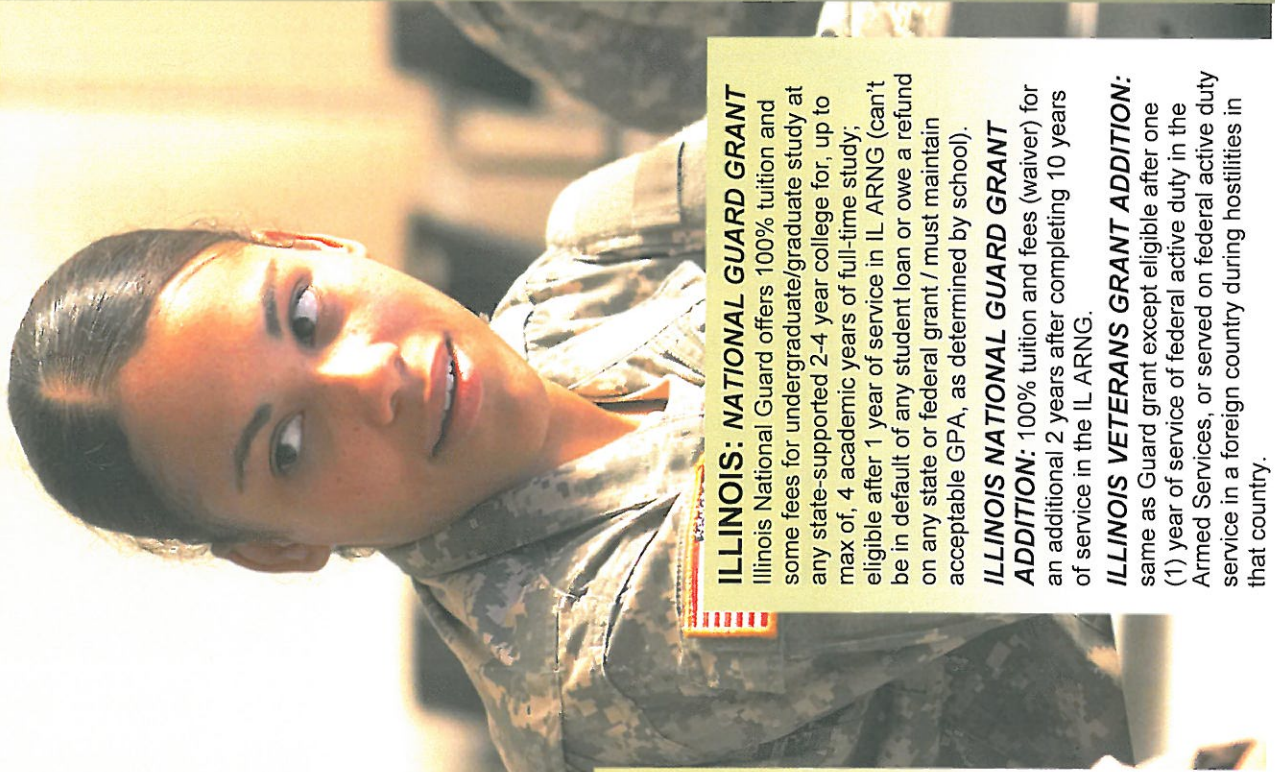 ILLINOIS: NATIONAL GUARD GRANT
Illinois National Guard offers 100% tuition and
some fees for undergraduate/graduate study at
any state-supported 2-4 year college for, up to
max of, 4 academic years of full-time study;
eligible after 1 year of service in IL ARNG (can't
be in default of any student loan or owe a refund
on any state or federal grant / must maintain
acceptable GPA, as determined by school).
ILLINOIS NATIONAL GUARD GRANT
ADDITION: 100% tuition and fees (waiver) for
an additional 2 years after completing 10 years
of service in the IL ARNG.
ILLINOIS VETERANS GRANT ADDITION:
same as Guard grant except eligible after one
(1) year of service of federal active duty in the
Armed Services, or served on federal active duty
service in a foreign country during hostilities in
that country.